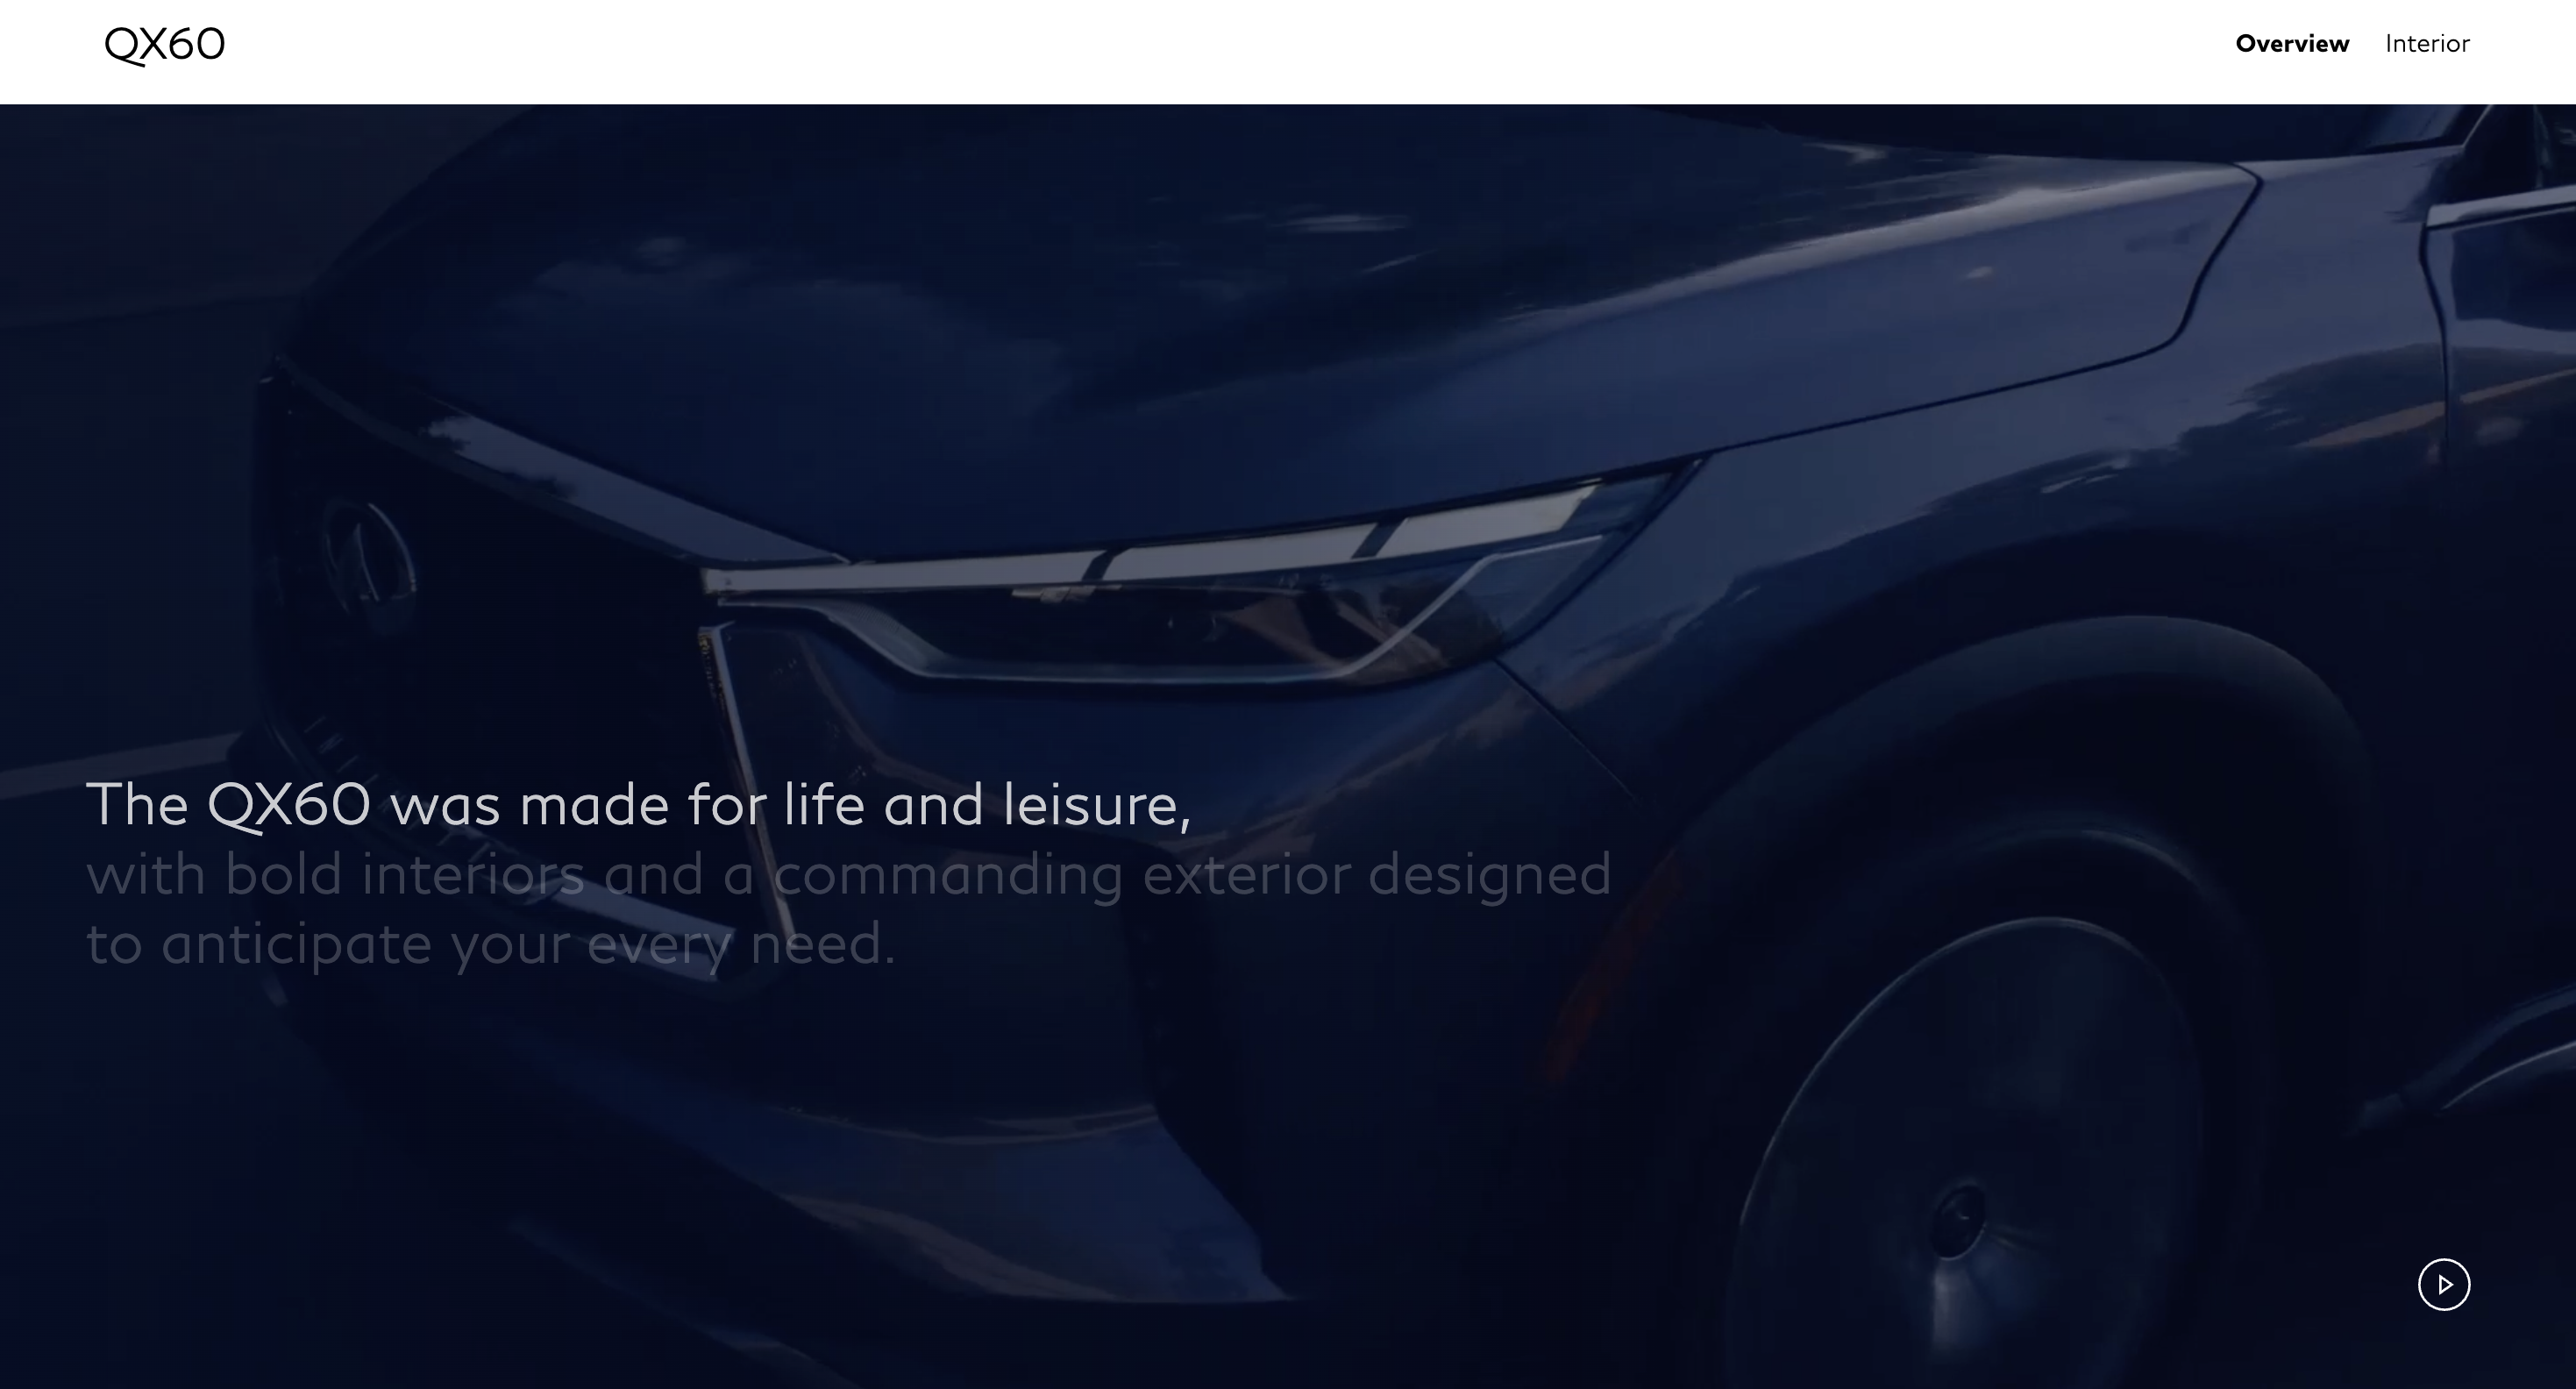 QX60
Overview Interior
The QX60 was made for life and leisure,
with bold interiors and a commanding exterior designed
to anticipate your every need.